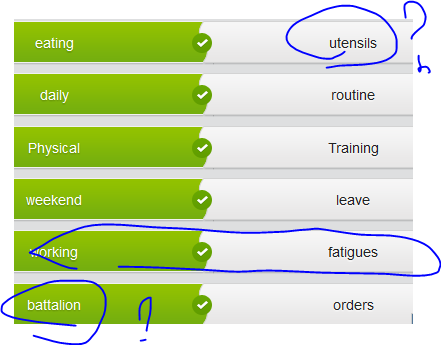 eating utensils ?
daily routine
Physical Training
weekend leave
working fatigues
battalion orders
?